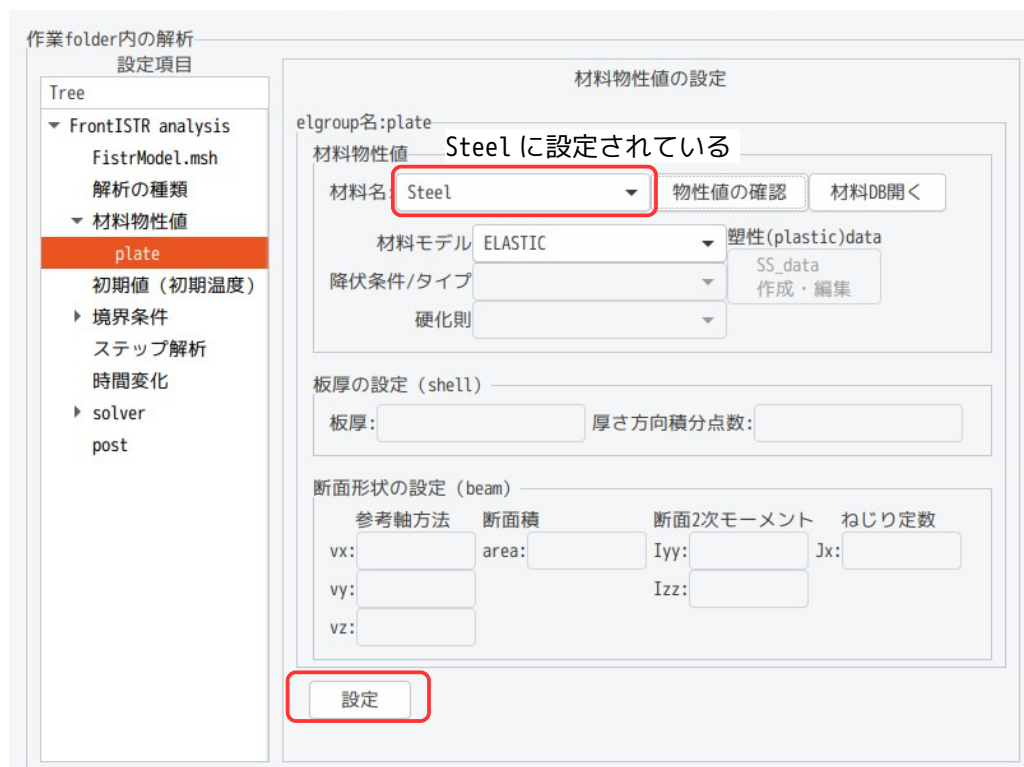 作業folder内の解析
設定項目
Tree
FrontISTR analysis
FistrModel.msh
解析の種類
材料物性値
plate
初期値（初期温度）
境界条件
ステップ解析
時間変化
solver
post
材料物性値の設定
elgroup名:plate
Steelに設定されている
材料物性値
材料名: Steel 物性値の確認 材料DB開く
材料モデル ELASTIC 塑性(plastic)data
降伏条件/タイプ SS_data
作成・編集
硬化則
板厚の設定（shell）
板厚: 厚さ方向積分点数:
断面形状の設定（beam）
参考軸方法 断面積 断面2次モーメント ねじり定数
vx: area: Iyy: Jx:
vy: Izz:
vz:
設定